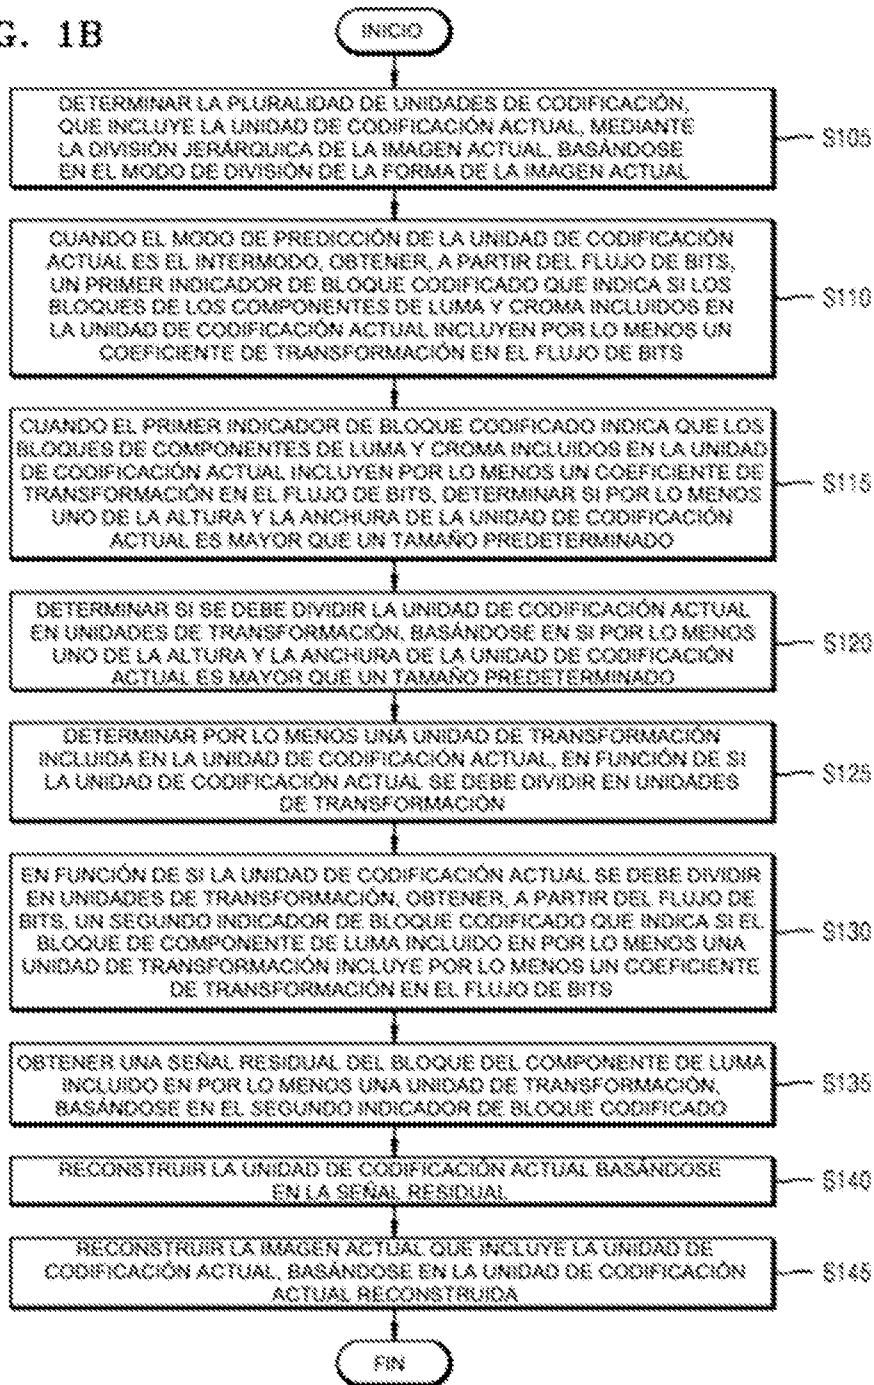 G. 1B
INICIO
DETERMINAR LA PLURALIDAD DE UNIDADES DE CODIFICACIÓN,
QUE INCLUYE LA UNIDAD DE CODIFICACIÓN ACTUAL, MEDIANTE
LA DIVISIÓN JERÁRQUICA DE LA IMAGEN ACTUAL, BASÁNDOSE
EN EL MODO DE DIVISIÓN DE LA FORMA DE LA IMAGEN ACTUAL
S105
CUANDO EL MODO DE PREDICCIÓN DE LA UNIDAD DE CODIFICACIÓN
ACTUAL ES EL INTERMODO, OBTENER, A PARTIR DEL FLUJO DE BITS,
UN PRIMER INDICADOR DE BLOQUE CODIFICADO QUE INDICA SI LOS
BLOQUES DE LOS COMPONENTES DE LUMA Y CROMA INCLUIDOS EN
LA UNIDAD DE CODIFICACIÓN ACTUAL INCLUYEN POR LO MENOS UN
COEFICIENTE DE TRANSFORMACIÓN EN EL FLUJO DE BITS
S110
CUANDO EL PRIMER INDICADOR DE BLOQUE CODIFICADO INDICA QUE LOS
BLOQUES DE COMPONENTES DE LUMA Y CROMA INCLUIDOS EN LA UNIDAD
DE CODIFICACIÓN ACTUAL INCLUYEN POR LO MENOS UN COEFICIENTE DE
TRANSFORMACIÓN EN EL FLUJO DE BITS, DETERMINAR SI POR LO MENOS
UNO DE LA ALTURA Y LA ANCHURA DE LA UNIDAD DE CODIFICACIÓN
ACTUAL ES MAYOR QUE UN TAMAÑO PREDETERMINADO
S115
DETERMINAR SI SE DEBE DIVIDIR LA UNIDAD DE CODIFICACIÓN ACTUAL
EN UNIDADES DE TRANSFORMACIÓN, BASÁNDOSE EN SI POR LO MENOS
UNO DE LA ALTURA Y LA ANCHURA DE LA UNIDAD DE CODIFICACIÓN
ACTUAL ES MAYOR QUE UN TAMAÑO PREDETERMINADO
S120
DETERMINAR POR LO MENOS UNA UNIDAD DE TRANSFORMACIÓN
INCLUIDA EN LA UNIDAD DE CODIFICACIÓN ACTUAL, EN FUNCIÓN DE SI
LA UNIDAD DE CODIFICACIÓN ACTUAL SE DEBE DIVIDIR EN UNIDADES
DE TRANSFORMACIÓN
S125
EN FUNCIÓN DE SI LA UNIDAD DE CODIFICACIÓN ACTUAL SE DEBE DIVIDIR
EN UNIDADES DE TRANSFORMACIÓN, OBTENER, A PARTIR DEL FLUJO DE
BITS, UN SEGUNDO INDICADOR DE BLOQUE CODIFICADO QUE INDICA SI EL
BLOQUE DE COMPONENTE DE LUMA INCLUIDO EN POR LO MENOS UNA
UNIDAD DE TRANSFORMACIÓN INCLUYE POR LO MENOS UN COEFICIENTE
DE TRANSFORMACIÓN EN EL FLUJO DE BITS
S130
OBTENER UNA SEÑAL RESIDUAL DEL BLOQUE DEL COMPONENTE DE LUMA
INCLUIDO EN POR LO MENOS UNA UNIDAD DE TRANSFORMACIÓN,
BASÁNDOSE EN EL SEGUNDO INDICADOR DE BLOQUE CODIFICADO
S135
RECONSTRUIR LA UNIDAD DE CODIFICACIÓN ACTUAL BASÁNDOSE
EN LA SEÑAL RESIDUAL
S140
RECONSTRUIR LA IMAGEN ACTUAL QUE INCLUYE LA UNIDAD DE
CODIFICACIÓN ACTUAL, BASÁNDOSE EN LA UNIDAD DE CODIFICACIÓN
ACTUAL RECONSTRUIDA
S145
FIN